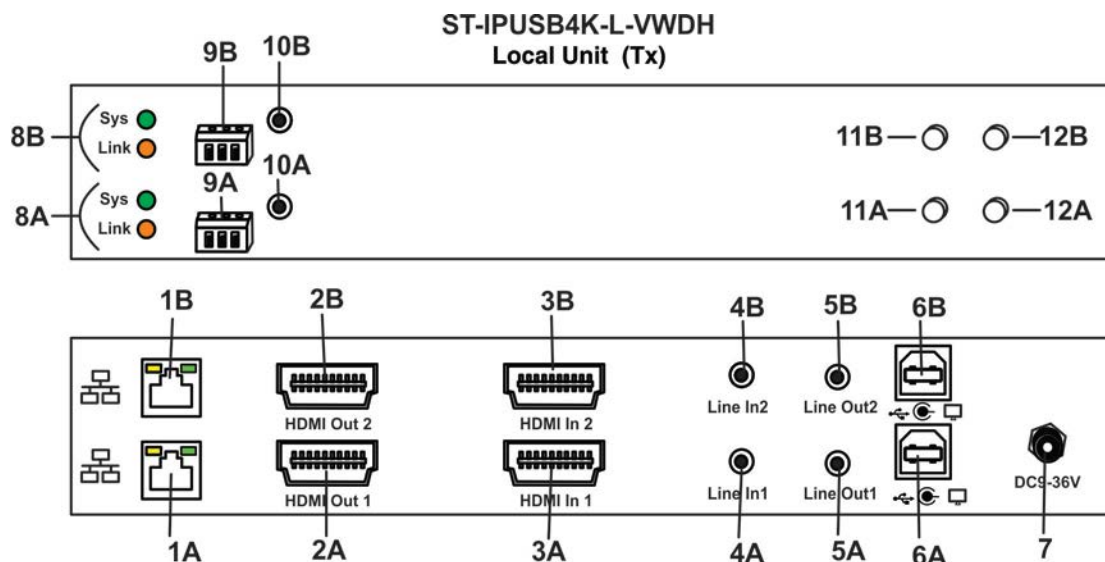 ST-IPUSB4K-L-VWDH
Local Unit (Tx)
9B 10B
8B Sys
Link
11B 12B
9A 10A
8A Sys
Link
11A 12A
1B 2B 3B 4B 5B 6B
HDMI Out 2 HDMI In 2 Line In2 Line Out2
HDMI Out 1 HDMI In 1 Line In1 Line Out1 DC9-36V
1A 2A 3A 4A 5A 6A 7